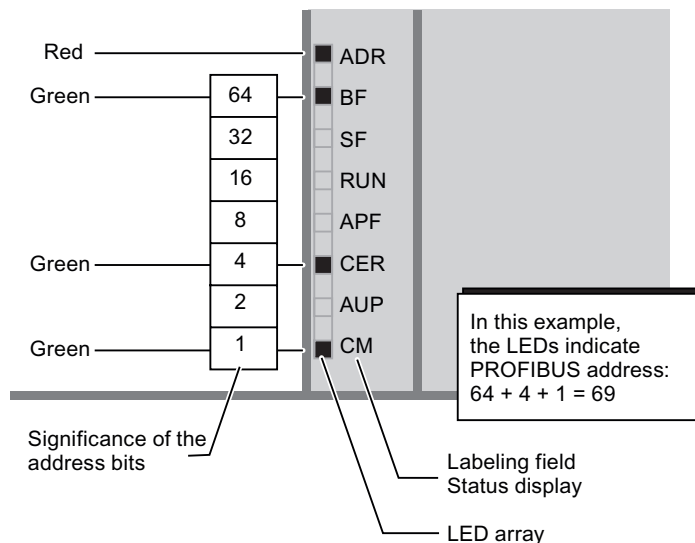 Red ADR
Green 64 BF
32 SF
16 RUN
8 APF
Green 4 CER
2 AUP
Green 1 CM
In this example,
the LEDs indicate
PROFIBUS address:
64 + 4 + 1 = 69
Significance of the
address bits
Labeling field
Status display
LED array